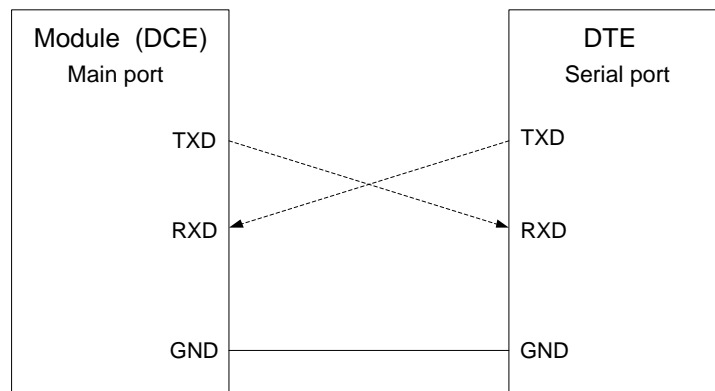 Module (DCE)
Main port
TXD
RXD
GND
DTE
Serial port
TXD
RXD
GND